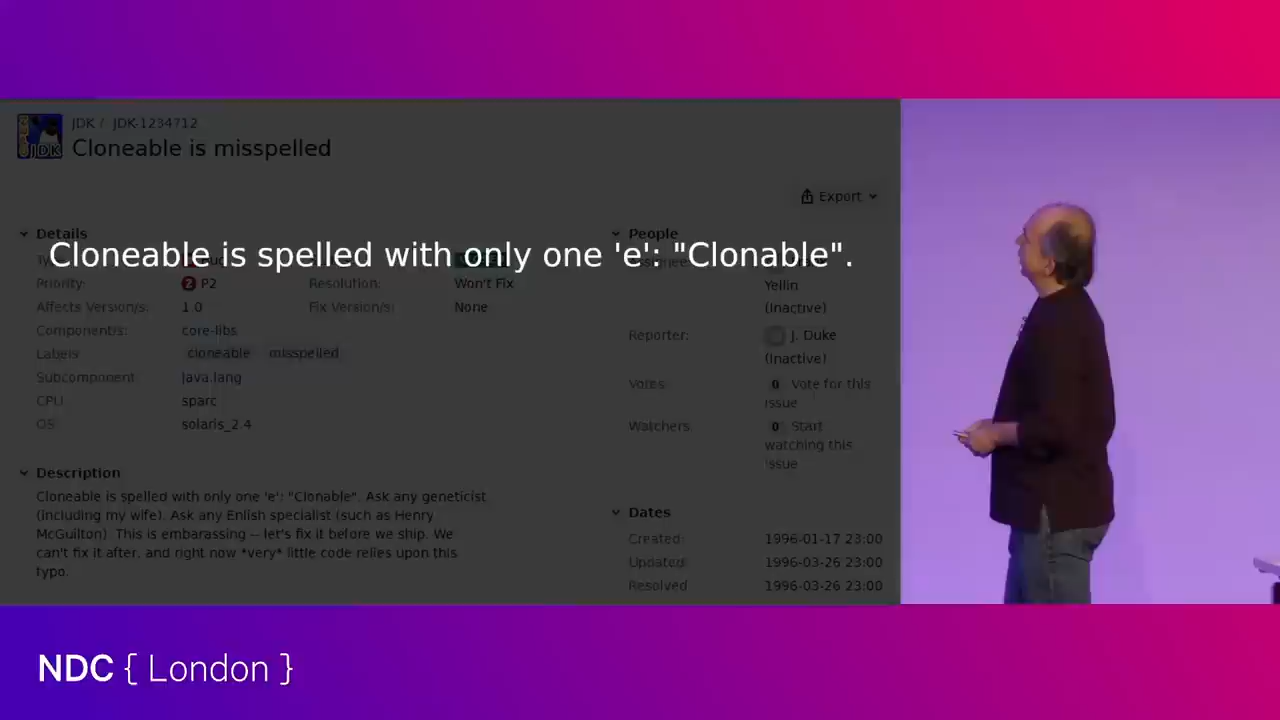 JDK / JDK-1234712
Cloneable is misspelled
Export
Details
People
Cloneable is spelled with only one 'e': "Clonable".
Priority: 2 P2 Resolution: Won't Fix
Yellin
(Inactive)
Affects Version/s: 1.0 Fix Version/s: None
Component/s: core-libs
Reporter: J. Duke
(Inactive)
Labels: cloneable misspelled
Subcomponent: java.lang
Votes: 0 Vote for this
issue
CPU: sparc
OS: solaris_2.4
Watchers: 0 Start
watching this
issue
Description
Cloneable is spelled with only one 'e': "Clonable". Ask any geneticist
(including my wife). Ask any Enlish specialist (such as Henry
McGuilton). This is embarassing -- let's fix it before we ship. We
can't fix it after, and right now *very* little code relies upon this
typo.
Dates
Created: 1996-01-17 23:00
Updated: 1996-03-26 23:00
Resolved: 1996-03-26 23:00
NDC { London }